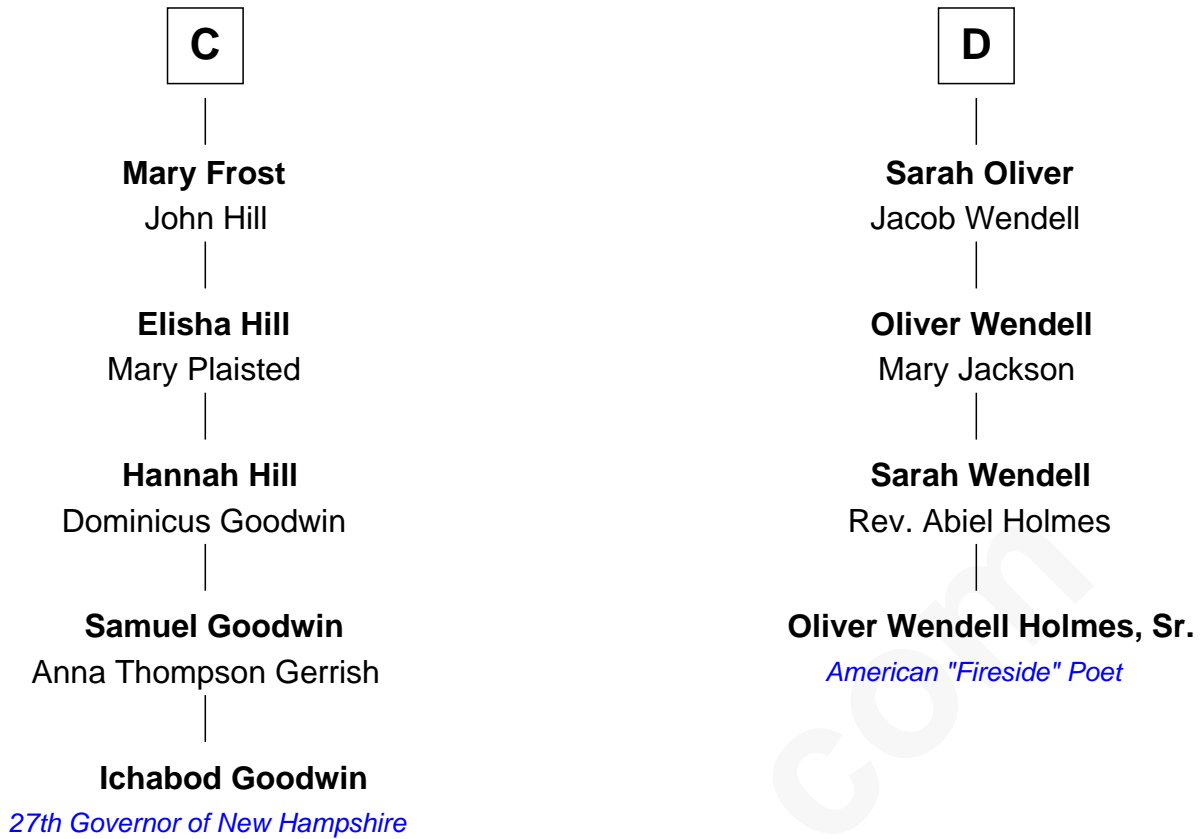 C
Mary Frost
John Hill
Elisha Hill
Mary Plaisted
Hannah Hill
Dominicus Goodwin
Samuel Goodwin
Anna Thompson Gerrish
Ichabod Goodwin
27th Governor of New Hampshire
D
Sarah Oliver
Jacob Wendell
Oliver Wendell
Mary Jackson
Sarah Wendell
Rev. Abiel Holmes
Oliver Wendell Holmes, Sr.
American "Fireside" Poet
com